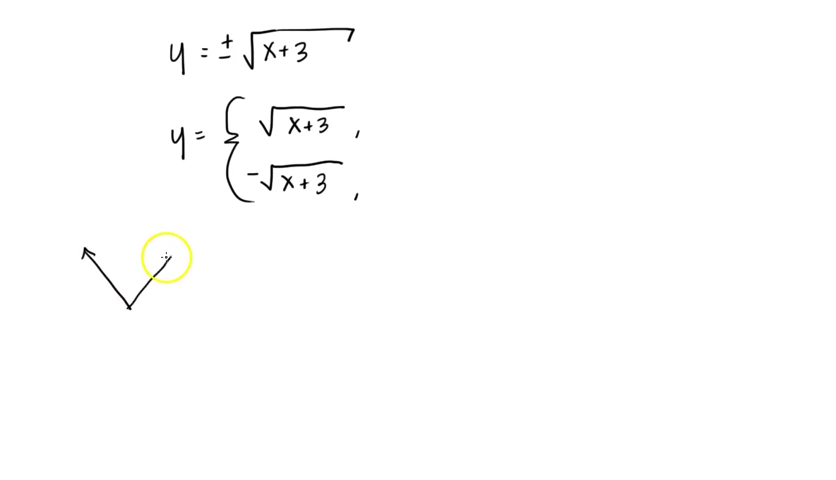 y = ± √(x+3)
y = { √(x+3) ,
-√(x+3) ,